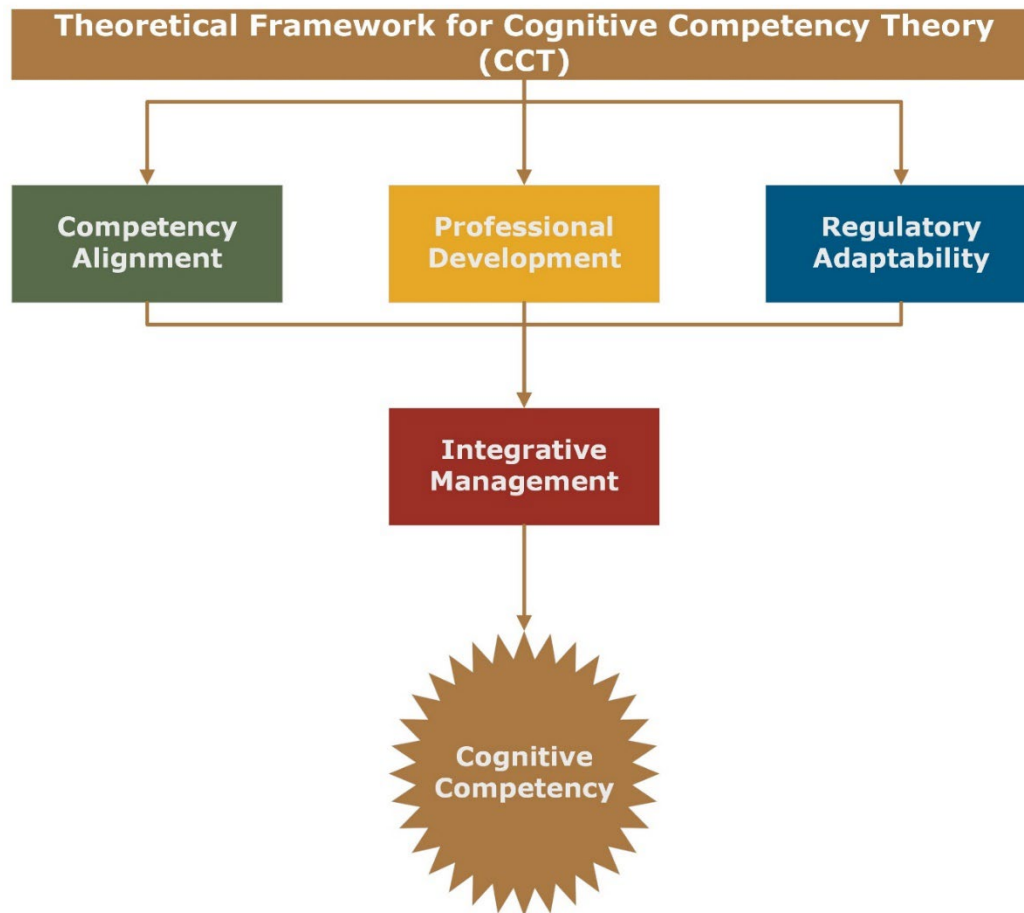 Theoretical Framework for Cognitive Competency Theory
(CCT)
Competency
Alignment
Professional
Development
Regulatory
Adaptability
Integrative
Management
Cognitive
Competency